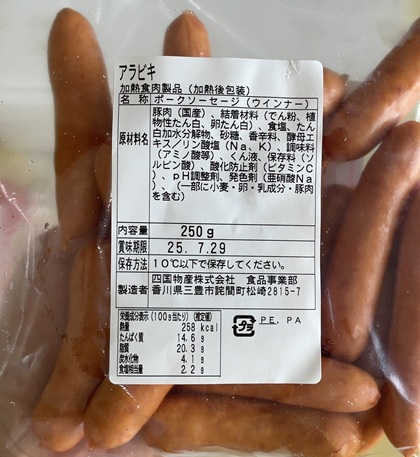 アラビキ
加熱食肉製品（加熱後包装）
名 称 ポークソーセージ（ウインナー）
原材料名 豚肉（国産）、結着材料（でん粉、植
物性たん白、卵たん白）、食塩、たん
白加水分解物、砂糖、香辛料、酵母エ
キス／リン酸塩（Na、K）、調味料
（アミノ酸等）、くん液、保存料（ソ
ルビン酸）、酸化防止剤（ビタミンC
）、pH調整剤、発色剤（亜硝酸Na
）、（一部に小麦・卵・乳成分・豚肉
を含む）
内容量 250g
賞味期限 25.7.29
保存方法 10℃以下で保存してください。
製造者 四国物産株式会社 食品事業部
香川県三豊市詫間町松崎2815-7
栄養成分表示（100g当たり）（推定値）
熱量 258 kcal
たんぱく質 14.6 g
脂質 20.3 g
炭水化物 4.1 g
食塩相当量 2.2 g
プラ PE, PA